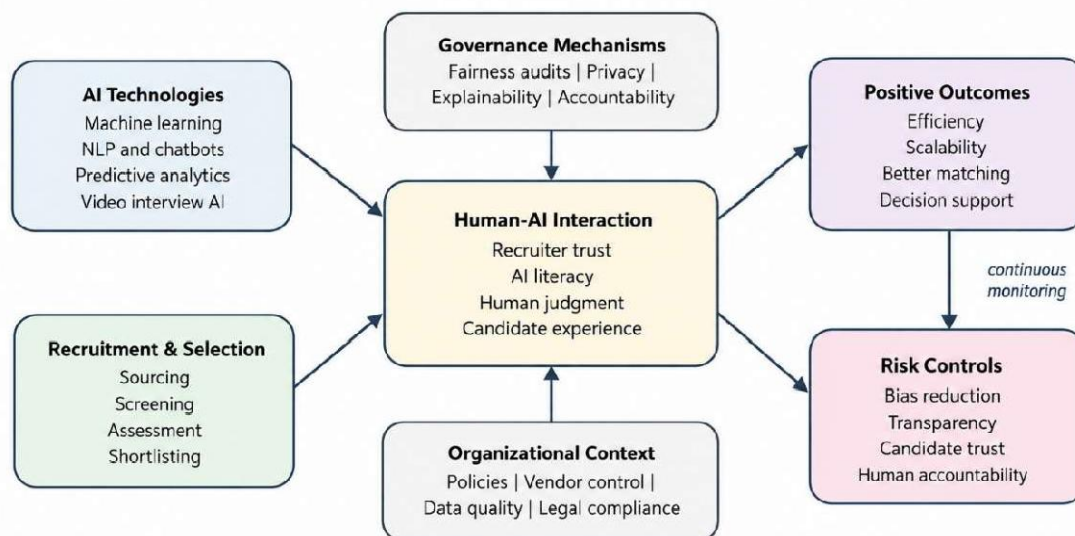 Governance Mechanisms
Fairness audits | Privacy |
Explainability | Accountability
AI Technologies
Machine learning
NLP and chatbots
Predictive analytics
Video interview AI
Positive Outcomes
Efficiency
Scalability
Better matching
Decision support
Human-AI Interaction
Recruiter trust
AI literacy
Human judgment
Candidate experience
continuous
monitoring
Recruitment & Selection
Sourcing
Screening
Assessment
Shortlisting
Risk Controls
Bias reduction
Transparency
Candidate trust
Human accountability
Organizational Context
Policies | Vendor control |
Data quality | Legal compliance